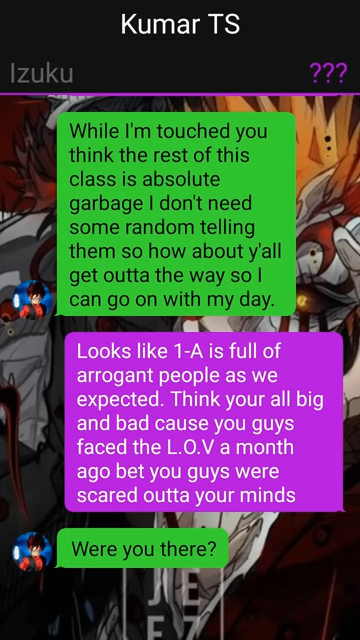 Kumar TS
Izuku ???
While I'm touched you
think the rest of this
class is absolute
garbage I don't need
some random telling
them so how about y'all
get outta the way so I
can go on with my day.
Looks like 1-A is full of
arrogant people as we
expected. Think your all big
and bad cause you guys
faced the L.O.V a month
ago bet you guys were
scared outta your minds
Were you there?